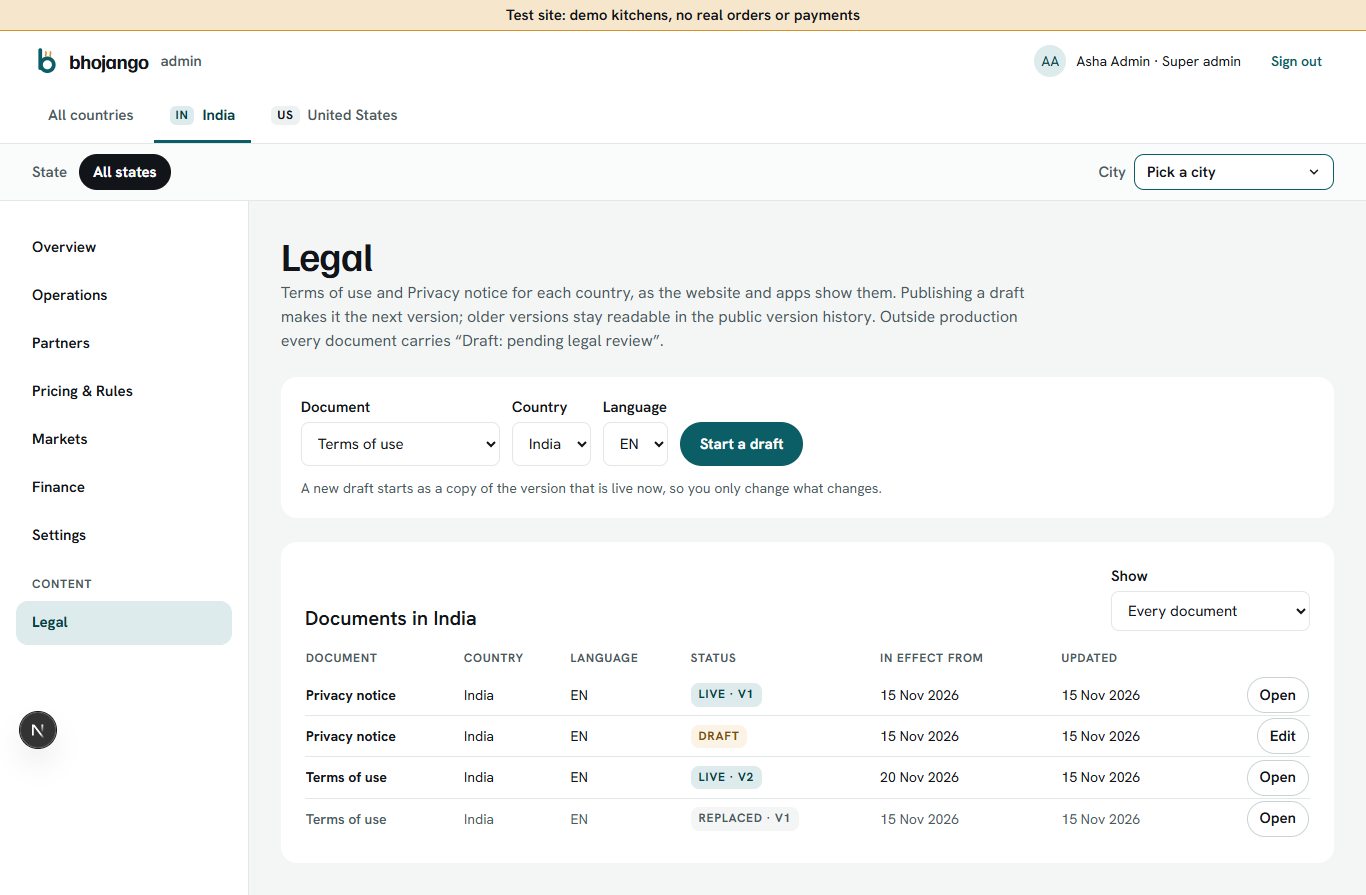 Test site: demo kitchens, no real orders or payments
bhojango admin
AA Asha Admin · Super admin Sign out
All countries IN India US United States
State All states City Pick a city
Overview
Operations
Partners
Pricing & Rules
Markets
Finance
Settings
CONTENT
Legal
N
Legal
Terms of use and Privacy notice for each country, as the website and apps show them. Publishing a draft
makes it the next version; older versions stay readable in the public version history. Outside production
every document carries “Draft: pending legal review”.
Document Country Language
Terms of use India EN Start a draft
A new draft starts as a copy of the version that is live now, so you only change what changes.
Show
Documents in India Every document
DOCUMENT COUNTRY LANGUAGE STATUS IN EFFECT FROM UPDATED
Privacy notice India EN LIVE · V1 15 Nov 2026 15 Nov 2026 Open
Privacy notice India EN DRAFT 15 Nov 2026 15 Nov 2026 Edit
Terms of use India EN LIVE · V2 20 Nov 2026 15 Nov 2026 Open
Terms of use India EN REPLACED · V1 15 Nov 2026 15 Nov 2026 Open